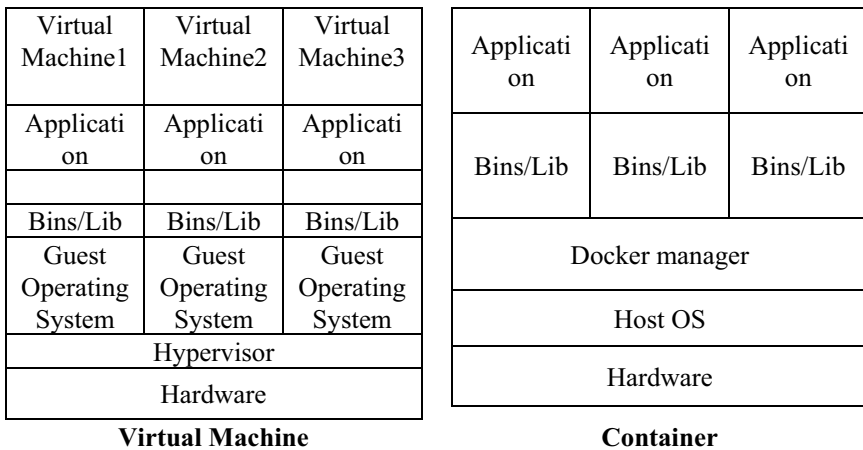 Virtual Machine1
Virtual Machine2
Virtual Machine3
Applicati on
Applicati on
Applicati on
Bins/Lib
Bins/Lib
Bins/Lib
Guest Operating System
Guest Operating System
Guest Operating System
Hypervisor
Hardware
Virtual Machine
Applicati on
Applicati on
Applicati on
Bins/Lib
Bins/Lib
Bins/Lib
Docker manager
Host OS
Hardware
Container